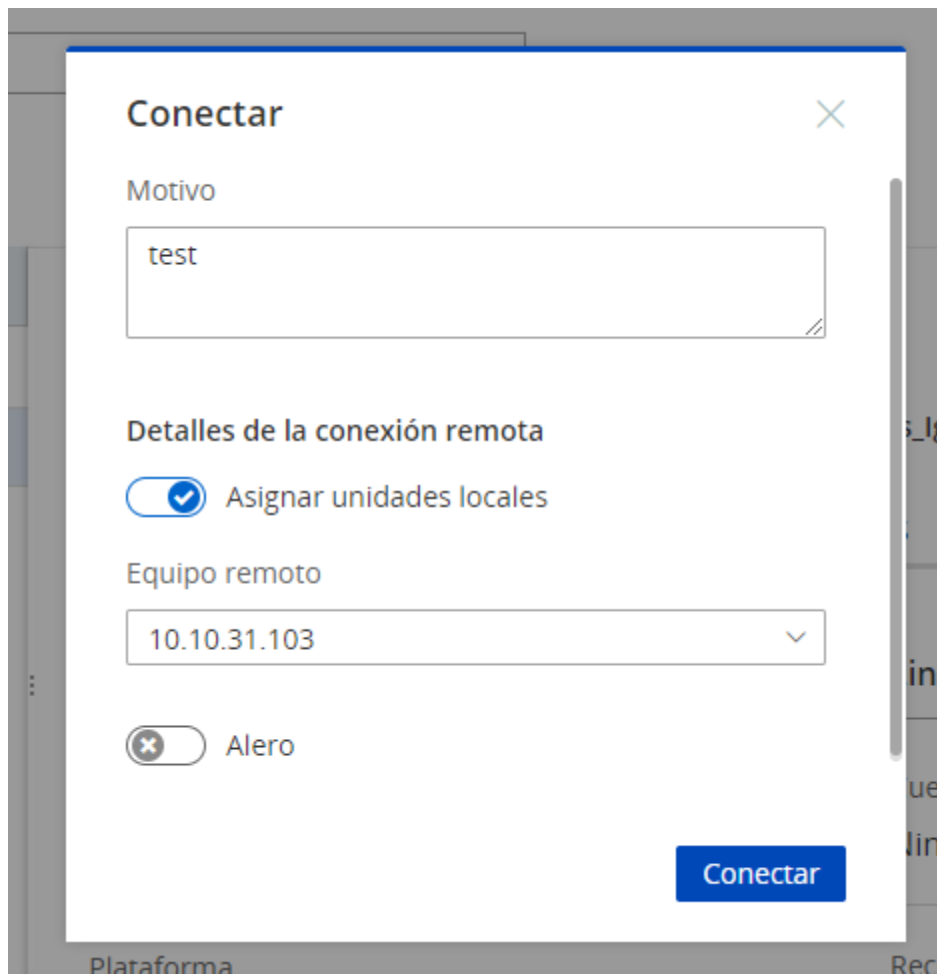 Conectar
Motivo
test
Detalles de la conexión remota
Asignar unidades locales
Equipo remoto
10.10.31.103
Alero
Conectar
Plataforma